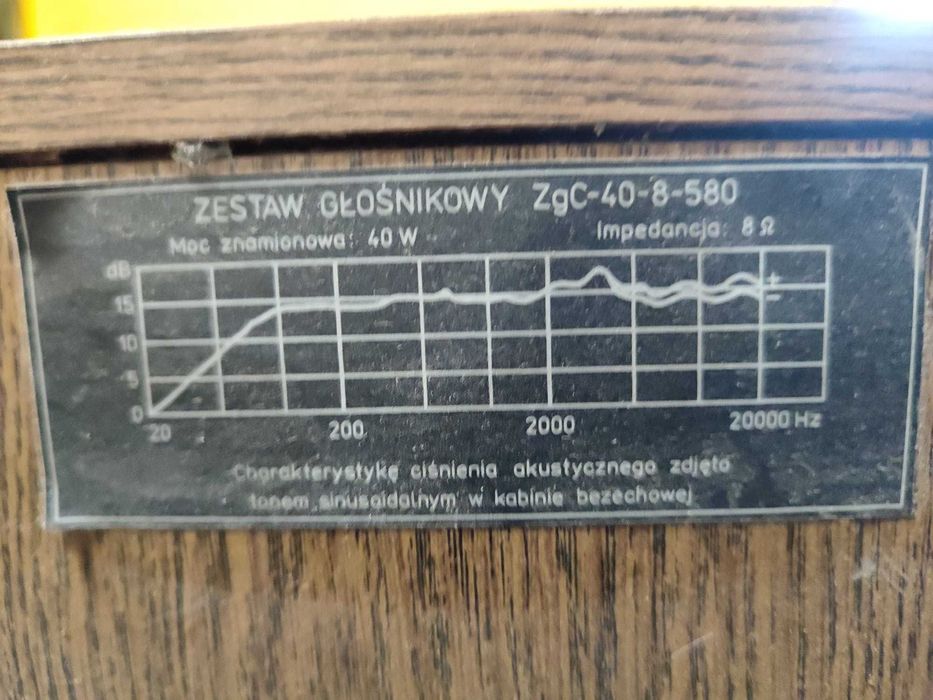 ZESTAW GŁOŚNIKOWY ZgC-40-8-580
Moc znamionowa: 40 W Impedancja: 8 Ω
dB
15
10
5
0
+
-
20 200 2000 20000 Hz
Charakterystykę ciśnienia akustycznego zdjęto
tonem sinusoidalnym w kabinie bezechowej